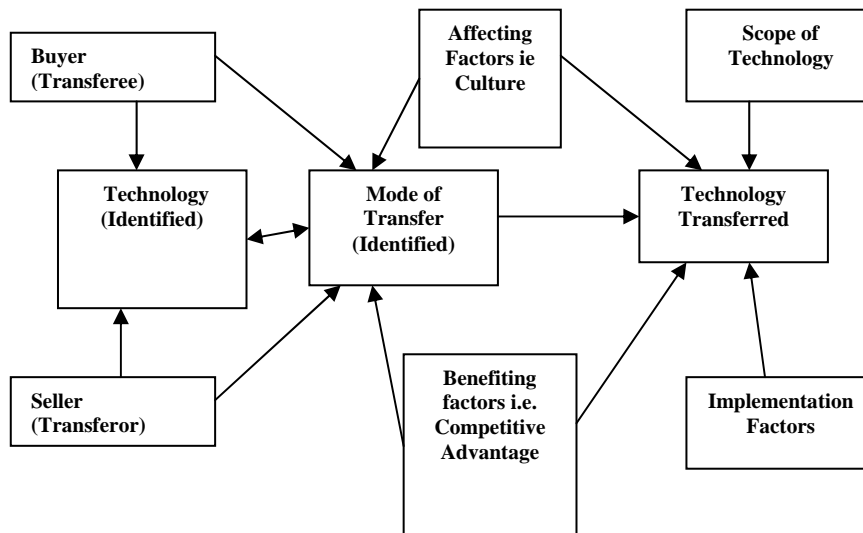 Buyer
(Transferee)
Affecting
Factors ie
Culture
Scope of
Technology
Technology
(Identified)
Mode of
Transfer
(Identified)
Technology
Transferred
Seller
(Transferor)
Benefiting
factors i.e.
Competitive
Advantage
Implementation
Factors